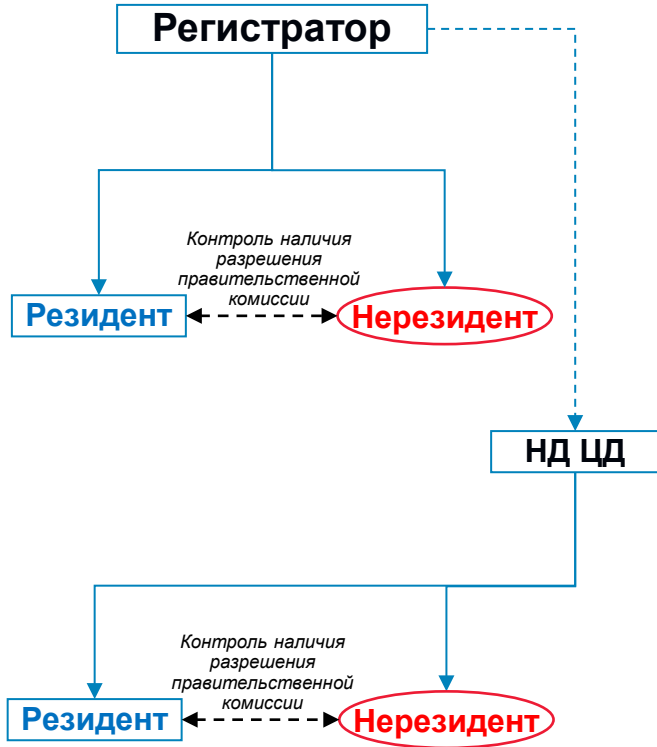 Регистратор
Контроль наличия
разрешения
правительственной
комиссии
Резидент
Нерезидент
НД ЦД
Контроль наличия
разрешения
правительственной
комиссии
Резидент
Нерезидент